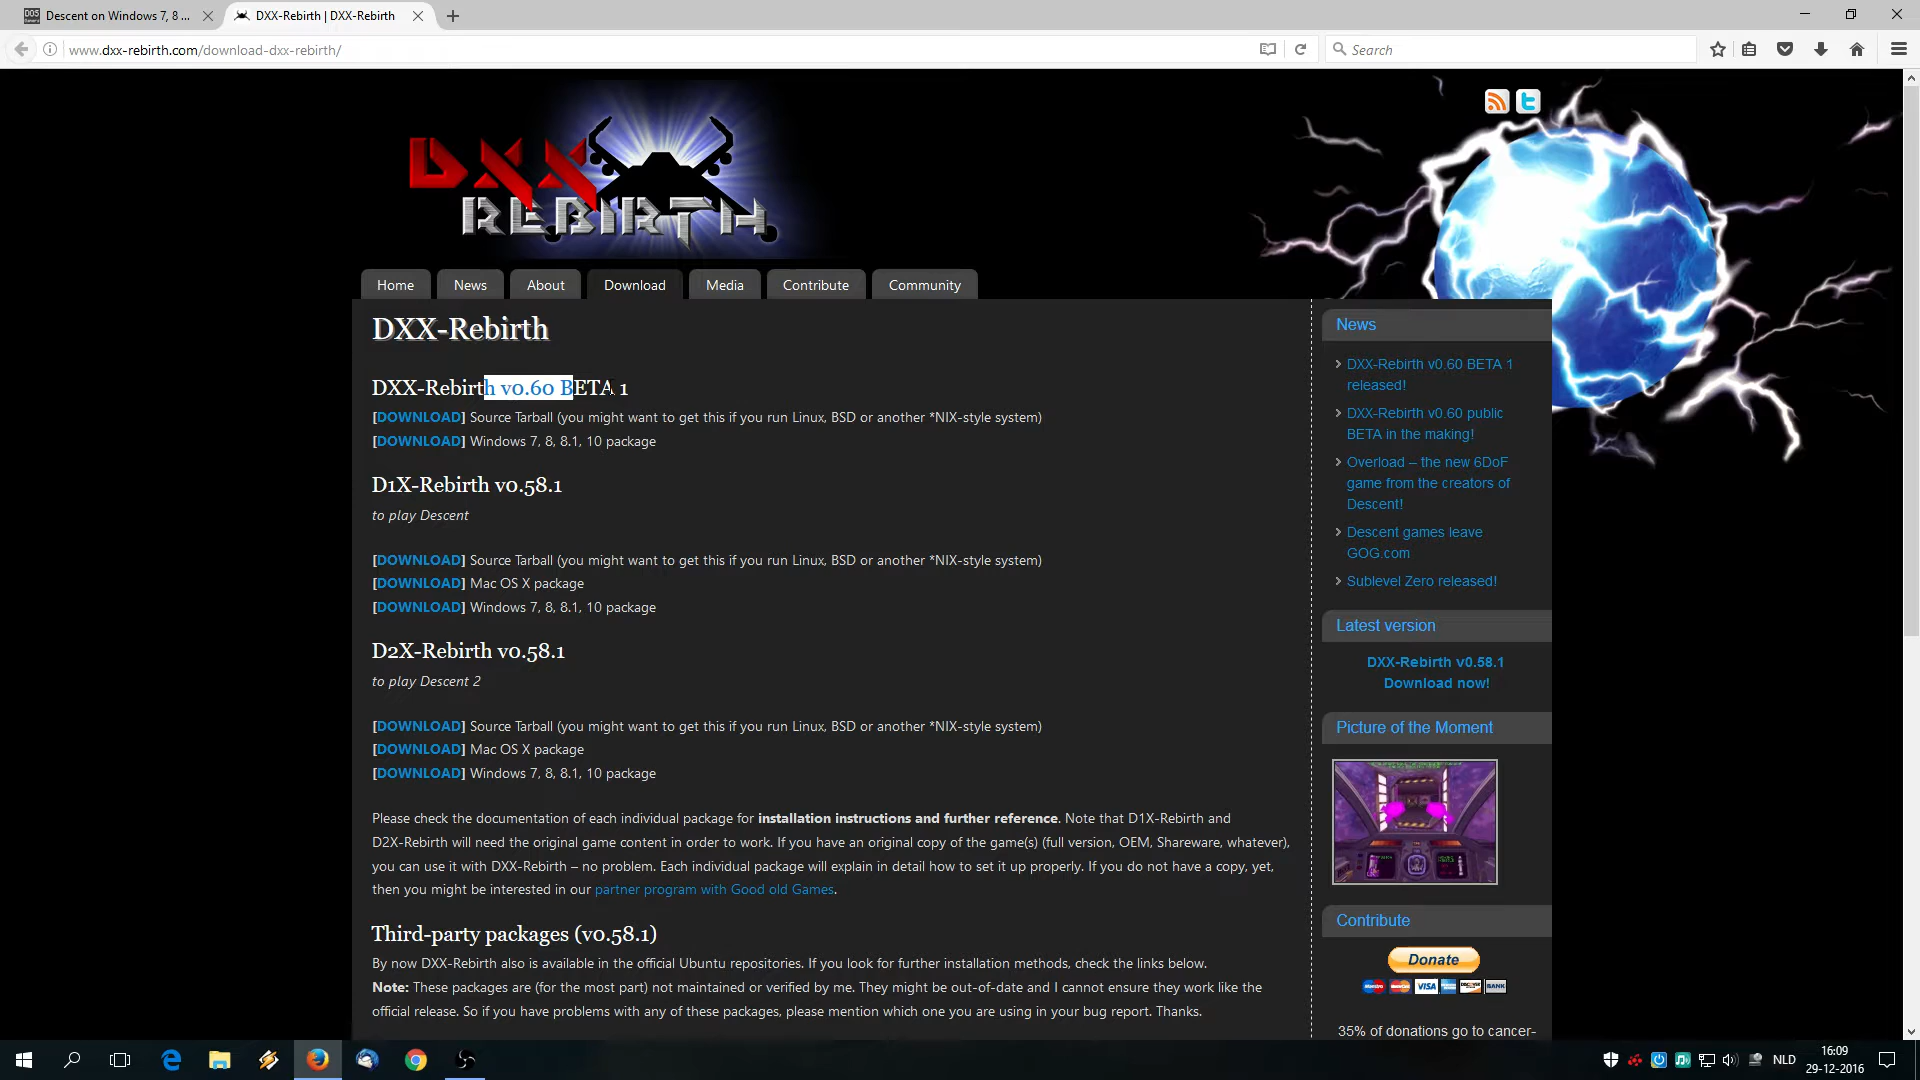 Descent on Windows 7, 8 ...
DXX-Rebirth | DXX-Rebirth
www.dxx-rebirth.com/download-dxx-rebirth/
Search
DXX
REBIRTH
Home
News
About
Download
Media
Contribute
Community
DXX-Rebirth
DXX-Rebirth v0.60 BETA 1
[DOWNLOAD] Source Tarball (you might want to get this if you run Linux, BSD or another *NIX-style system)
[DOWNLOAD] Windows 7, 8, 8.1, 10 package
D1X-Rebirth v0.58.1
to play Descent
[DOWNLOAD] Source Tarball (you might want to get this if you run Linux, BSD or another *NIX-style system)
[DOWNLOAD] Mac OS X package
[DOWNLOAD] Windows 7, 8, 8.1, 10 package
D2X-Rebirth v0.58.1
to play Descent 2
[DOWNLOAD] Source Tarball (you might want to get this if you run Linux, BSD or another *NIX-style system)
[DOWNLOAD] Mac OS X package
[DOWNLOAD] Windows 7, 8, 8.1, 10 package
Please check the documentation of each individual package for installation instructions and further reference. Note that D1X-Rebirth and
D2X-Rebirth will need the original game content in order to work. If you have an original copy of the game(s) (full version, OEM, Shareware, whatever),
you can use it with DXX-Rebirth – no problem. Each individual package will explain in detail how to set it up properly. If you do not have a copy, yet,
then you might be interested in our partner program with Good old Games.
Third-party packages (v0.58.1)
By now DXX-Rebirth also is available in the official Ubuntu repositories. If you look for further installation methods, check the links below.
Note: These packages are (for the most part) not maintained or verified by me. They might be out-of-date and I cannot ensure they work like the
official release. So if you have problems with any of these packages, please mention which one you are using in your bug report. Thanks.
News
DXX-Rebirth v0.60 BETA 1
released!
DXX-Rebirth v0.60 public
BETA in the making!
Overload – the new 6DoF
game from the creators of
Descent!
Descent games leave
GOG.com
Sublevel Zero released!
Latest version
DXX-Rebirth v0.58.1
Download now!
Picture of the Moment
Contribute
Donate
VISA
BANK
35% of donations go to cancer-
NLD
16:09
29-12-2016